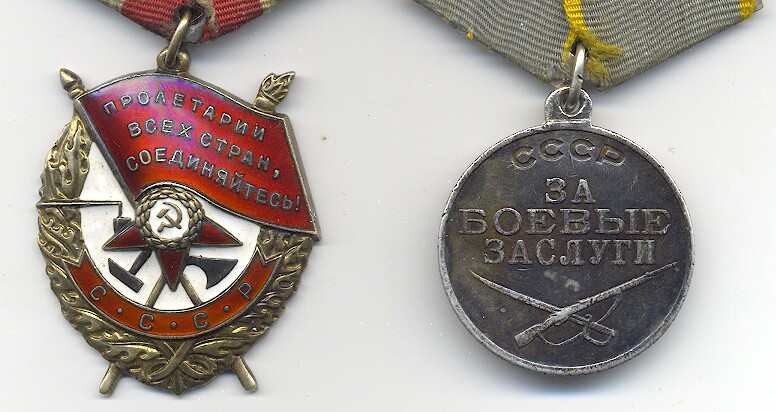 ПРОЛЕТАРИИ
ВСЕХ СТРАН,
СОЕДИНЯЙТЕСЬ!
С·С·С·Р
СССР
ЗА
БОЕВЫЕ
ЗАСЛУГИ